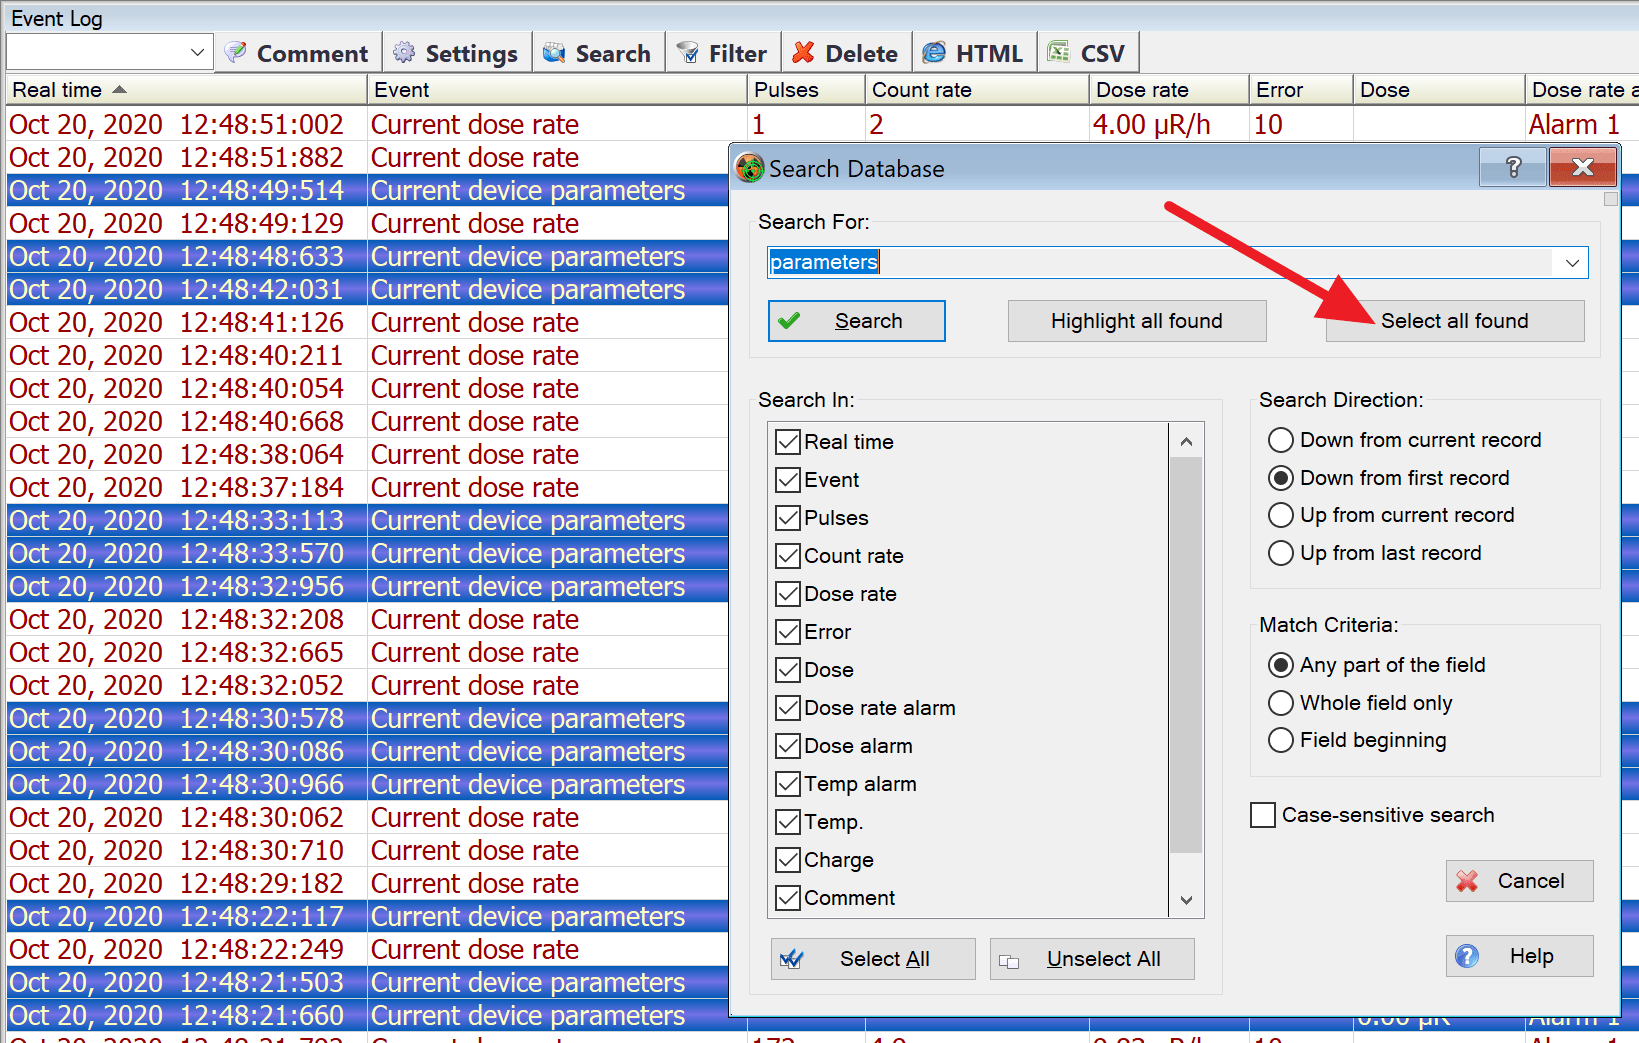 Event Log
Comment Settings Search Filter Delete HTML CSV
Real time Event Pulses Count rate Dose rate Error Dose Dose rate a
Oct 20, 2020 12:48:51:002 Current dose rate 1 2 4.00 µR/h 10 Alarm 1
Oct 20, 2020 12:48:51:882 Current dose rate
Oct 20, 2020 12:48:49:514 Current device parameters
Oct 20, 2020 12:48:49:129 Current dose rate
Oct 20, 2020 12:48:48:633 Current device parameters
Oct 20, 2020 12:48:42:031 Current device parameters
Oct 20, 2020 12:48:41:126 Current dose rate
Oct 20, 2020 12:48:40:211 Current dose rate
Oct 20, 2020 12:48:40:054 Current dose rate
Oct 20, 2020 12:48:40:668 Current dose rate
Oct 20, 2020 12:48:38:064 Current dose rate
Oct 20, 2020 12:48:37:184 Current dose rate
Oct 20, 2020 12:48:33:113 Current device parameters
Oct 20, 2020 12:48:33:570 Current device parameters
Oct 20, 2020 12:48:32:956 Current device parameters
Oct 20, 2020 12:48:32:208 Current dose rate
Oct 20, 2020 12:48:32:665 Current dose rate
Oct 20, 2020 12:48:32:052 Current dose rate
Oct 20, 2020 12:48:30:578 Current device parameters
Oct 20, 2020 12:48:30:086 Current device parameters
Oct 20, 2020 12:48:30:966 Current device parameters
Oct 20, 2020 12:48:30:062 Current dose rate
Oct 20, 2020 12:48:30:710 Current dose rate
Oct 20, 2020 12:48:29:182 Current dose rate
Oct 20, 2020 12:48:22:117 Current device parameters
Oct 20, 2020 12:48:22:249 Current dose rate
Oct 20, 2020 12:48:21:503 Current device parameters
Oct 20, 2020 12:48:21:660 Current device parameters
Search Database
?
Search For:
parameters
Search Highlight all found Select all found
Search In:
Real time
Event
Pulses
Count rate
Dose rate
Error
Dose
Dose rate alarm
Dose alarm
Temp alarm
Temp.
Charge
Comment
Select All Unselect All
Search Direction:
Down from current record
Down from first record
Up from current record
Up from last record
Match Criteria:
Any part of the field
Whole field only
Field beginning
Case-sensitive search
Cancel
Help